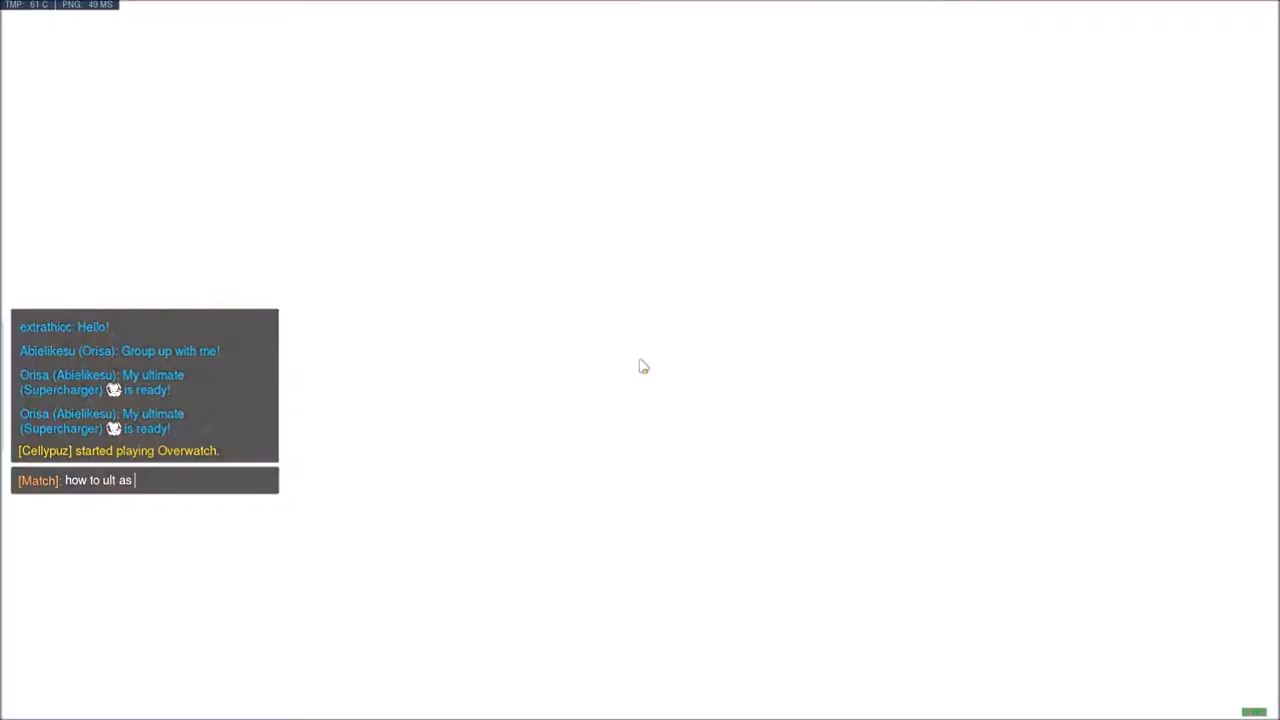 TMP: 61 C | PNG: 49 MS
extrathicc: Hello!
Abielikesu (Orisa): Group up with me!
Orisa (Abielikesu): My ultimate
(Supercharger) is ready!
Orisa (Abielikesu): My ultimate
(Supercharger) is ready!
[Cellypuz] started playing Overwatch.
[Match]: how to ult as